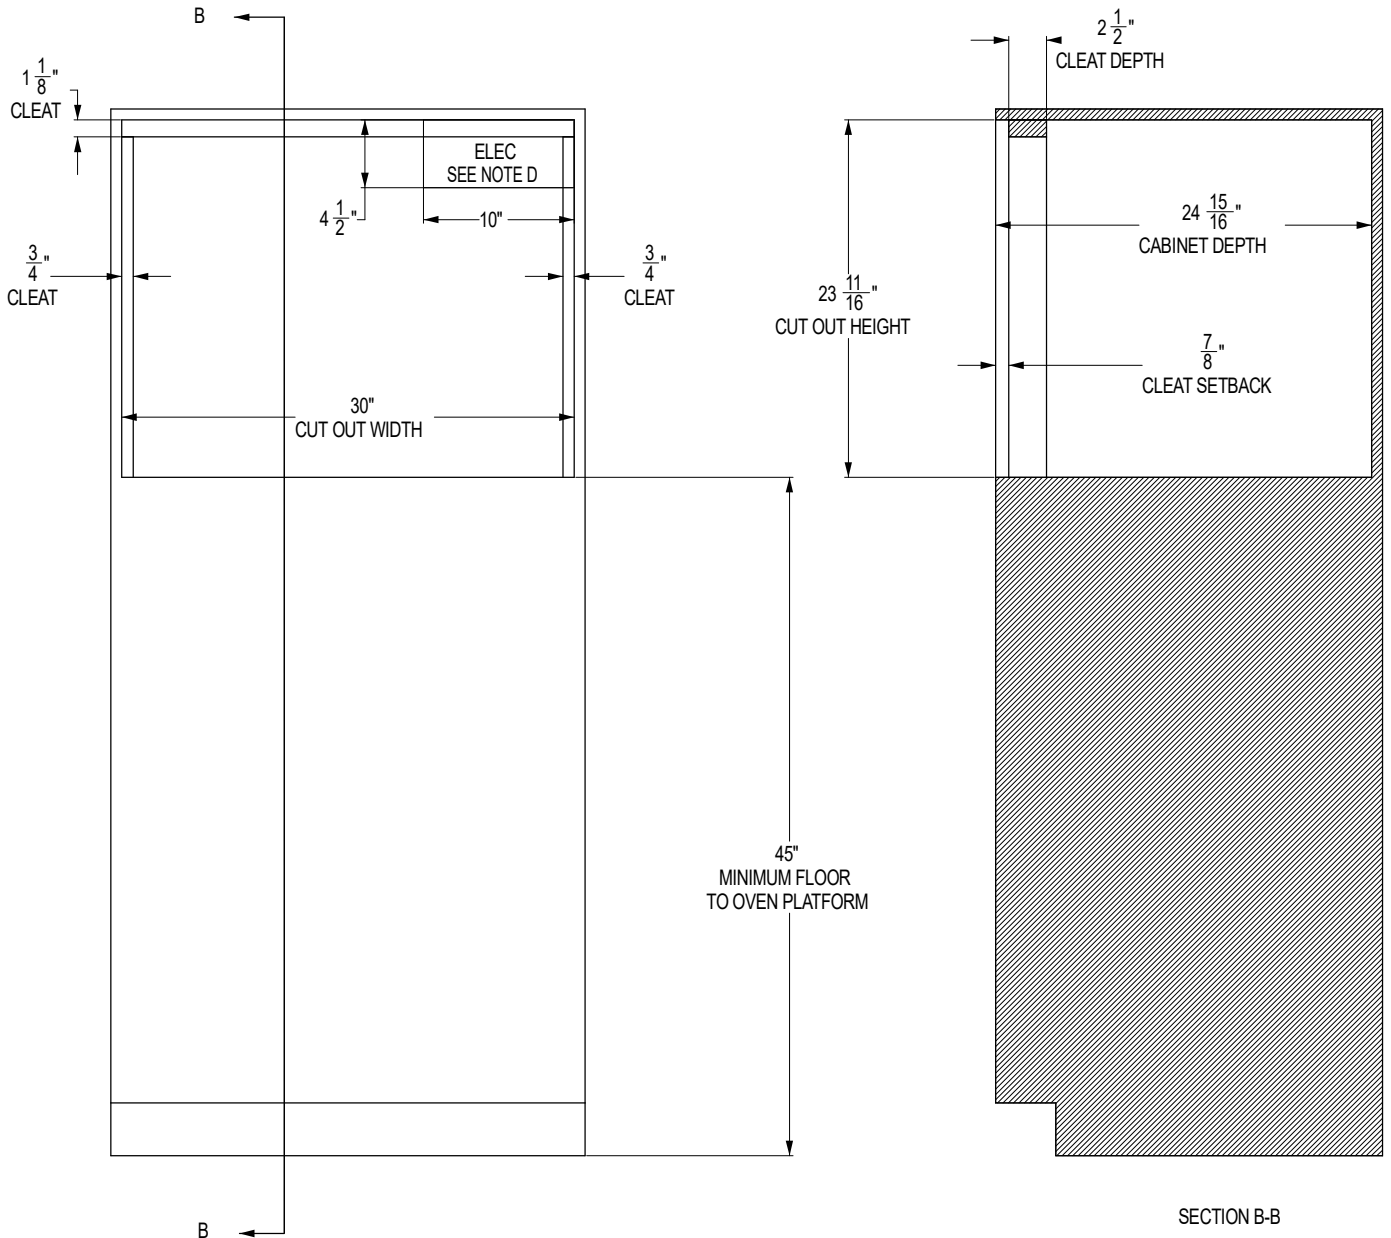 B
2 1/2"
CLEAT DEPTH
1 1/8"
CLEAT
ELEC
SEE NOTE D
4 1/2"
10"
3/4"
CLEAT
3/4"
CLEAT
30"
CUT OUT WIDTH
24 15/16"
CABINET DEPTH
23 11/16"
CUT OUT HEIGHT
7/8"
CLEAT SETBACK
45"
MINIMUM FLOOR
TO OVEN PLATFORM
B
SECTION B-B